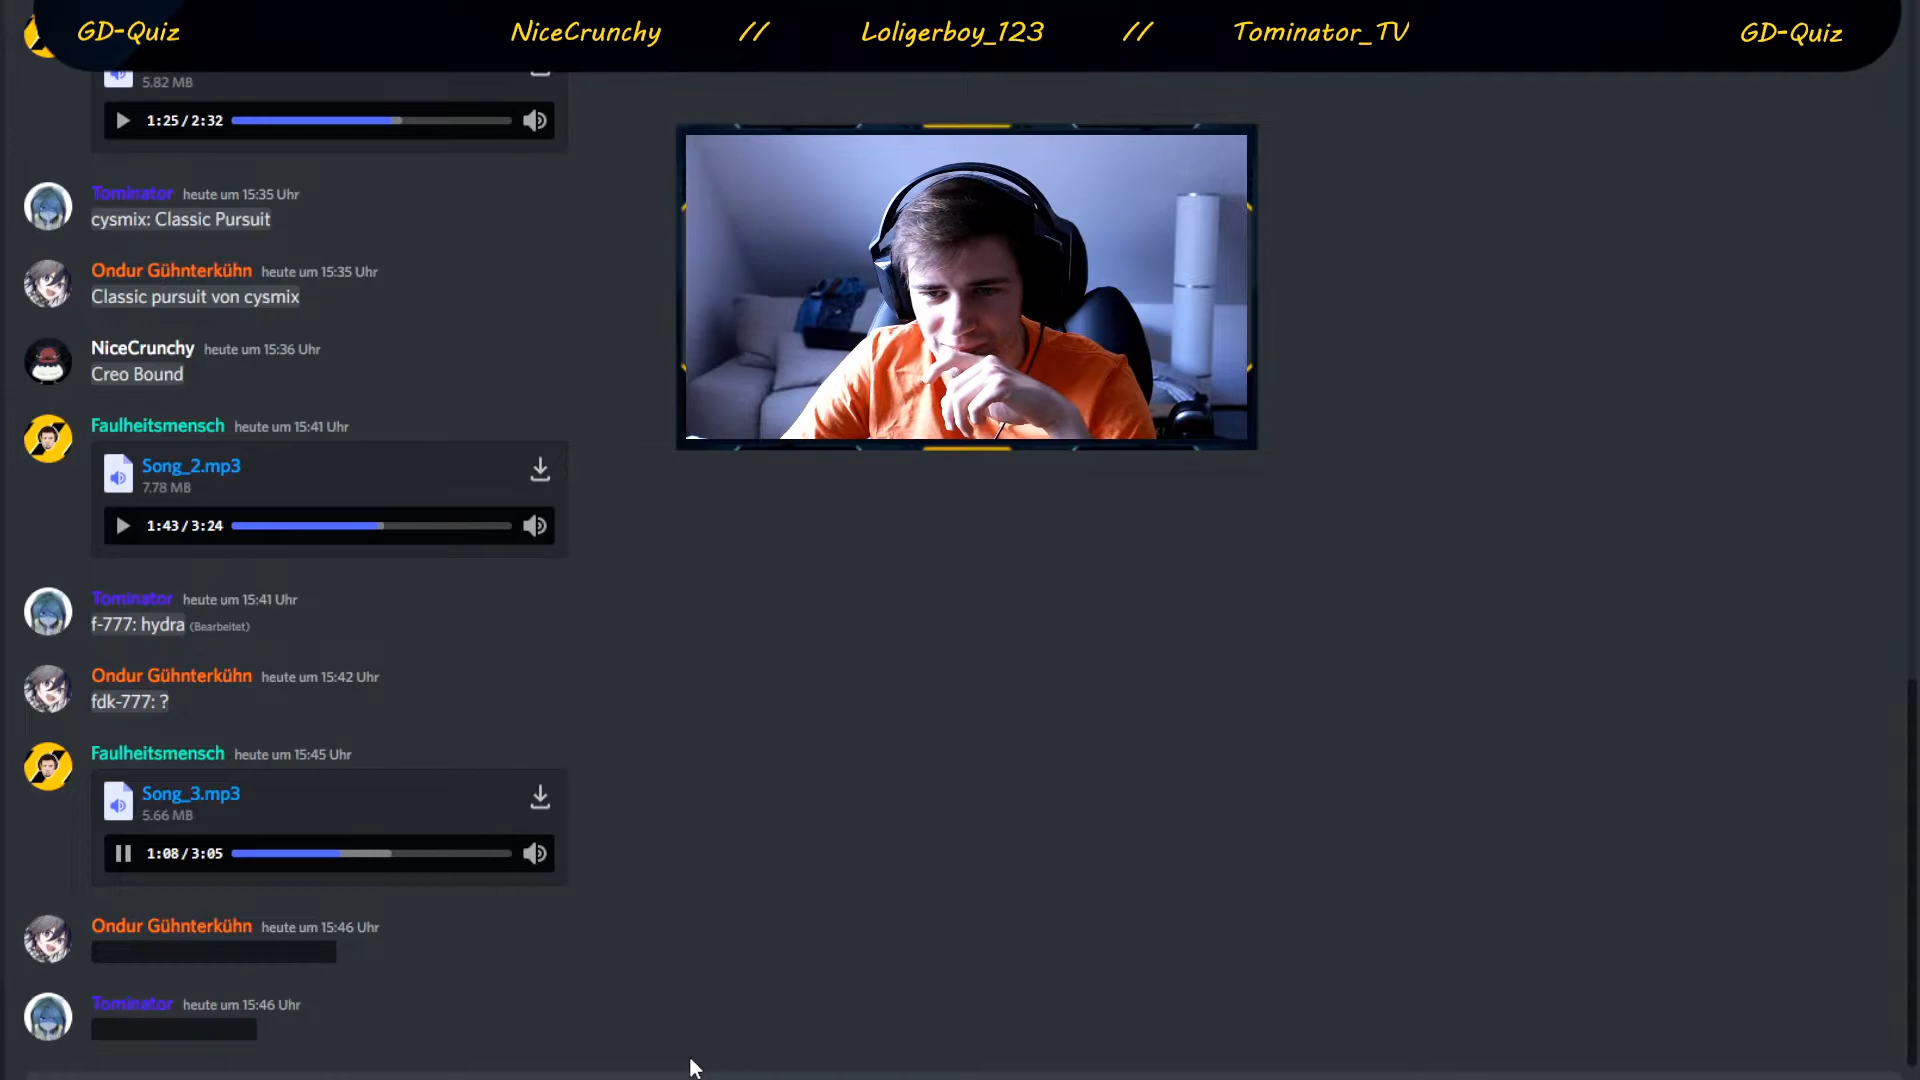 GD-Quiz NiceCrunchy // Loligerboy_123 // Tominator_TV GD-Quiz
5.82 MB
1:25/2:32
Tominator heute um 15:35 Uhr
cysmix: Classic Pursuit
Ondur Gühnterkühn heute um 15:35 Uhr
Classic pursuit von cysmix
NiceCrunchy heute um 15:36 Uhr
Creo Bound
Faulheitsmensch heute um 15:41 Uhr
Song_2.mp3
7.78 MB
1:43/3:24
Tominator heute um 15:41 Uhr
f-777: hydra (Bearbeitet)
Ondur Gühnterkühn heute um 15:42 Uhr
fdk-777: ?
Faulheitsmensch heute um 15:45 Uhr
Song_3.mp3
5.66 MB
1:08/3:05
Ondur Gühnterkühn heute um 15:46 Uhr
Tominator heute um 15:46 Uhr